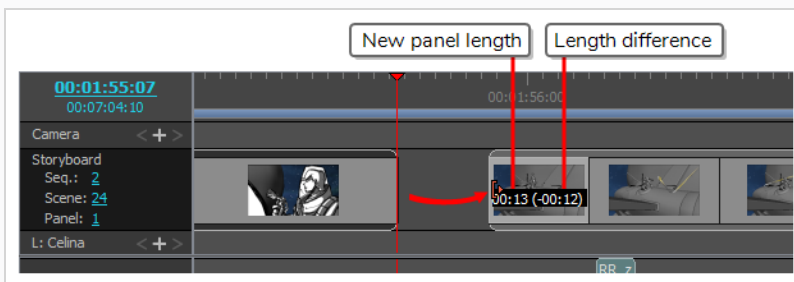 New panel length
Length difference
00:01:55:07
00:07:04:10
00:01:56:00
Camera < + >
Storyboard
Seq.: 2
Scene: 24
Panel: 1
00:13 (-00:12)
L: Celina < + >
RR_z